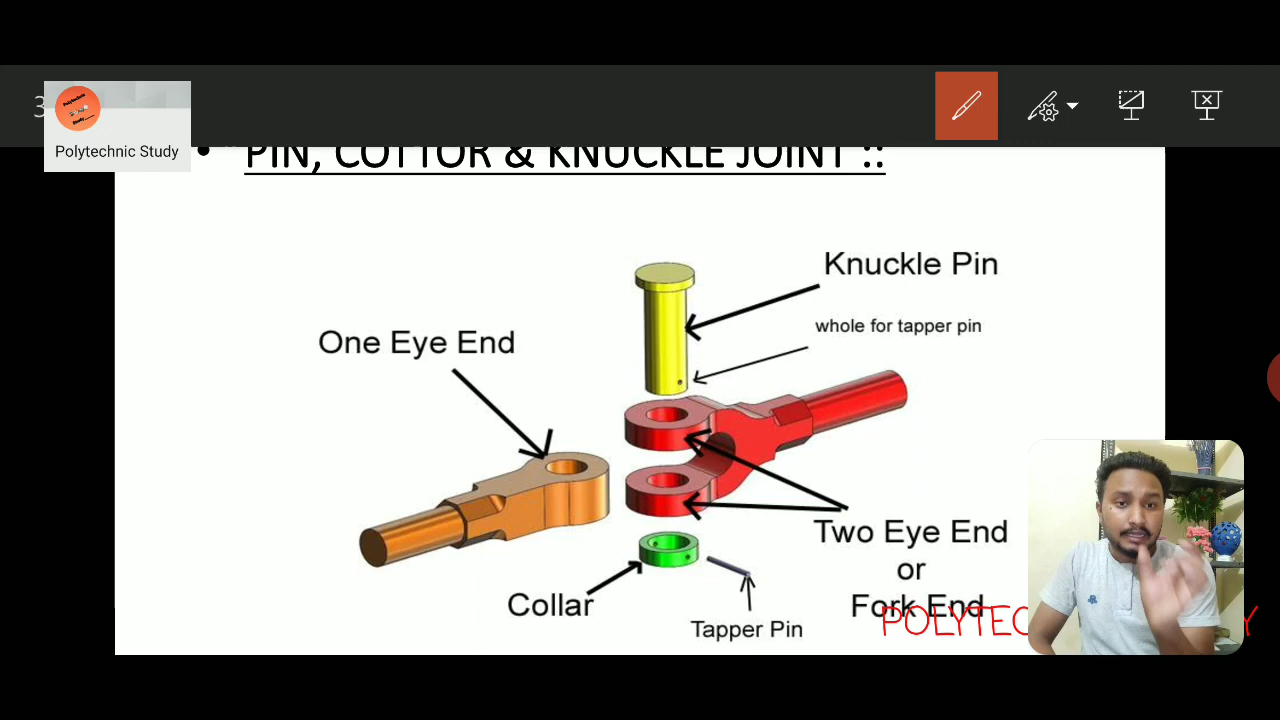 3
Polytechnic Study
• PIN, COTTOR & KNUCKLE JOINT ::
Knuckle Pin
whole for tapper pin
One Eye End
Two Eye End
or
Fork End
Collar
Tapper Pin